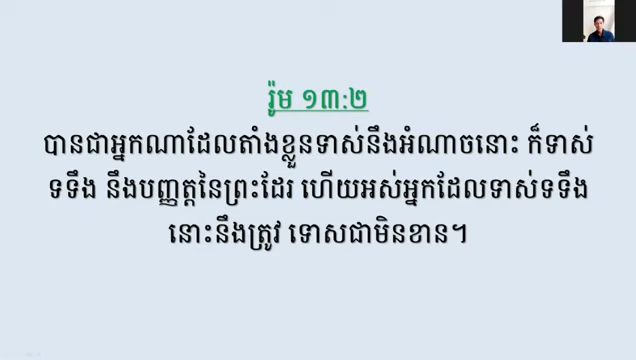 រ៉ូម ១៣:២
បានជាអ្នកណាដែលតាំងខ្លួនទាស់នឹងអំណាចនោះ ក៏ទាស់
ទទឹង នឹងបញ្ញត្តនៃព្រះដែរ ហើយអស់អ្នកដែលទាស់ទទឹង
នោះនឹងត្រូវ ទោសជាមិនខាន។